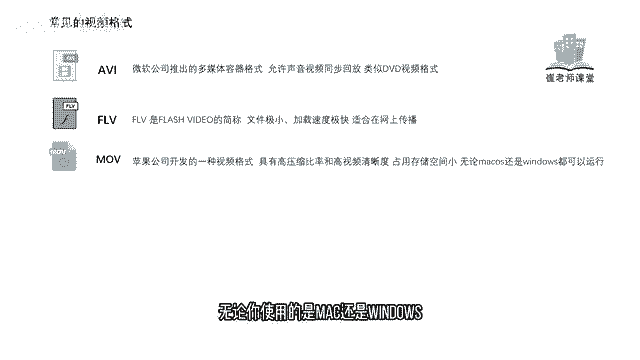 常见的视频格式
崔老师课堂
AVI
微软公司推出的多媒体容器格式 允许声音视频同步回放 类似DVD视频格式
FLV
FLV
FLV 是FLASH VIDEO的简称 文件极小、加载速度极快 适合在网上传播
MOV
MOV
苹果公司开发的一种视频格式 具有高压缩比率和高视频清晰度 占用存储空间小 无论macos还是windows都可以运行
无论你使用的是MAC还是WINDOWS